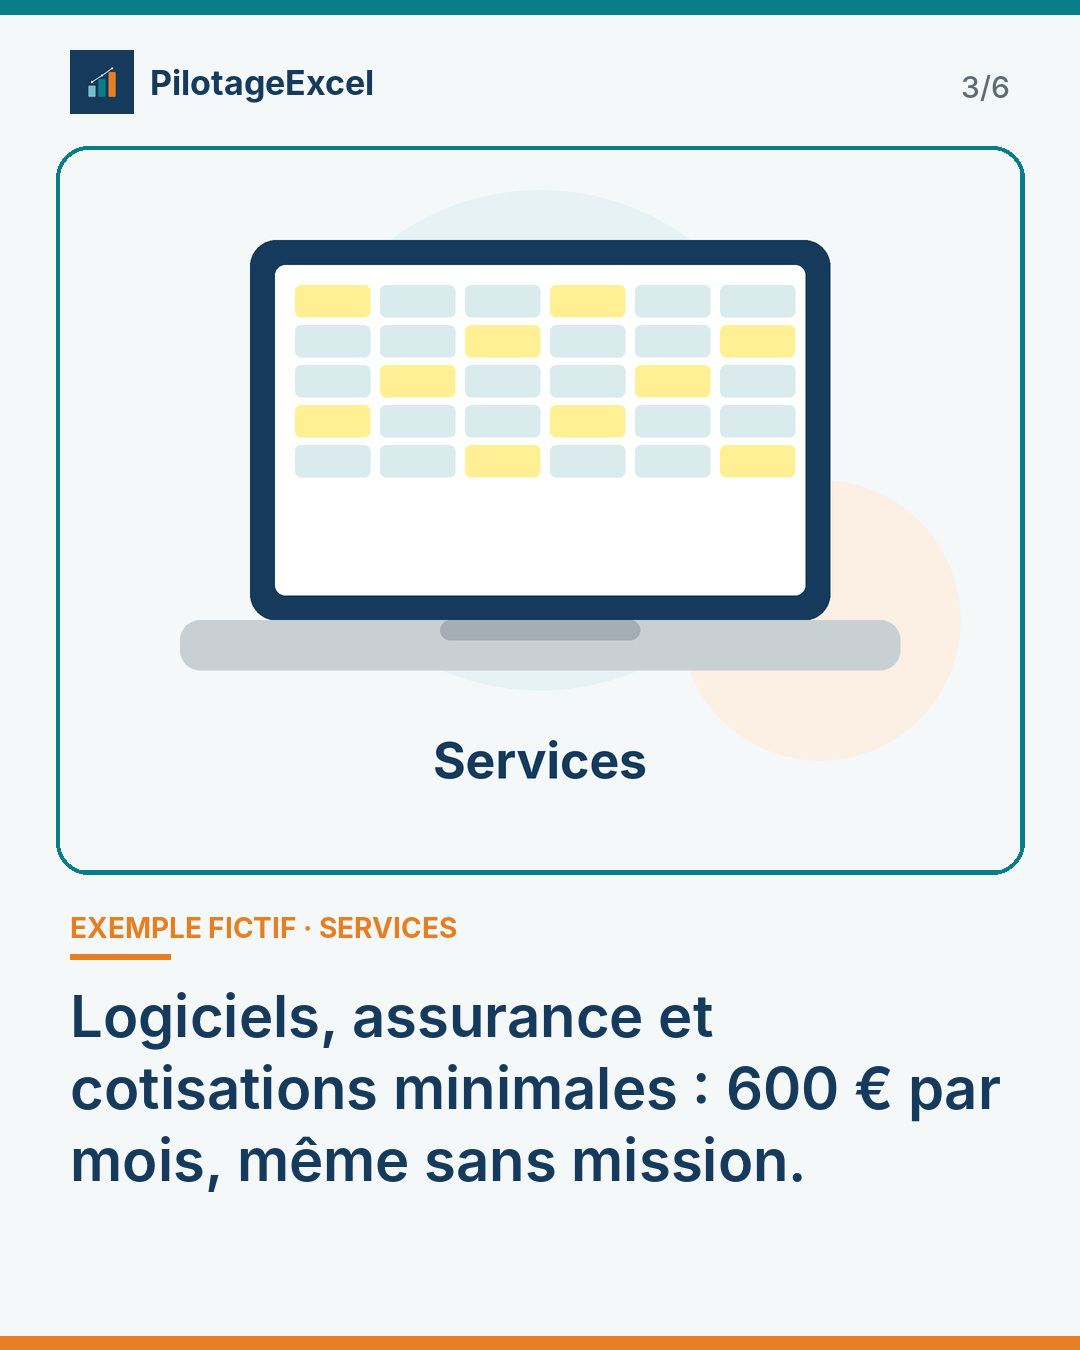 PilotageExcel
3/6
Services
EXEMPLE FICTIF · SERVICES
Logiciels, assurance et
cotisations minimales : 600 € par
mois, même sans mission.